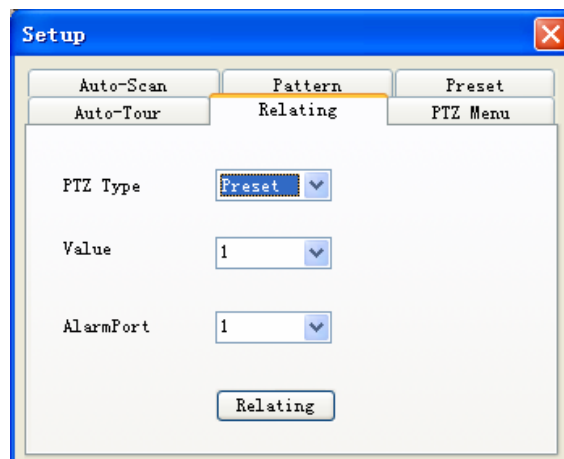 Setup
Auto-Scan Pattern Preset
Auto-Tour Relating PTZ Menu
PTZ Type Preset
Value 1
AlarmPort 1
Relating